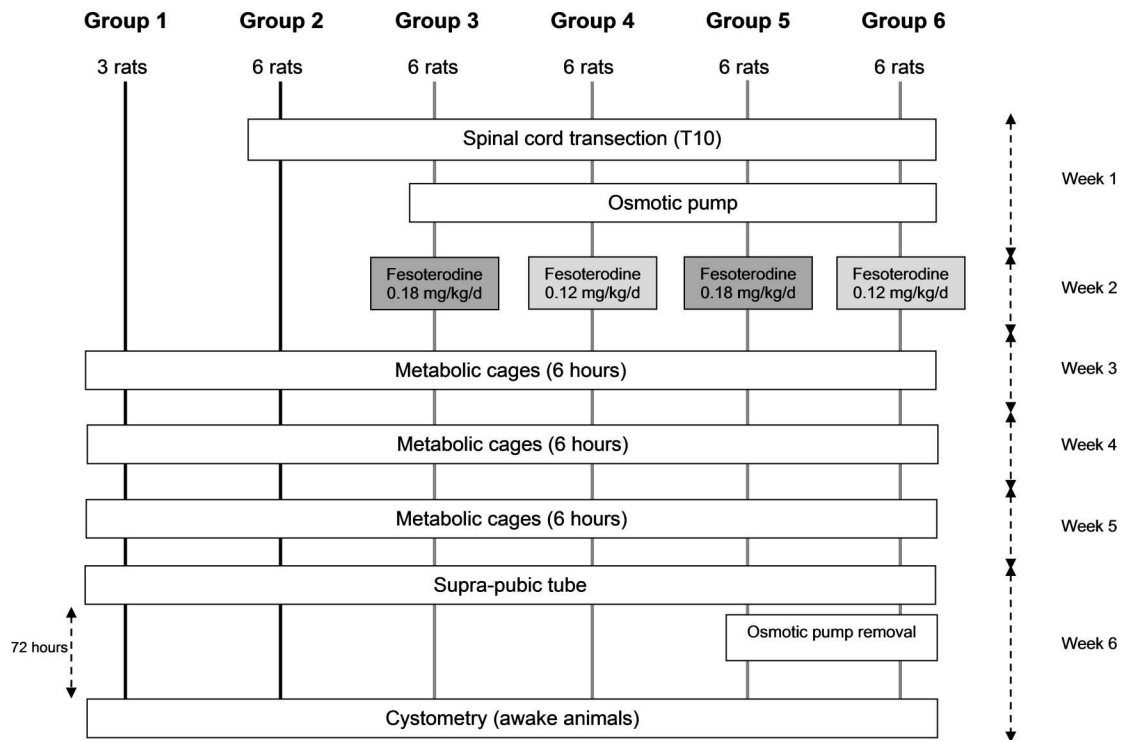 Group 1 Group 2 Group 3 Group 4 Group 5 Group 6
3 rats 6 rats 6 rats 6 rats 6 rats 6 rats
Spinal cord transection (T10)
Week 1
Osmotic pump
Fesoterodine Fesoterodine Fesoterodine Fesoterodine
0.18 mg/kg/d 0.12 mg/kg/d 0.18 mg/kg/d 0.12 mg/kg/d
Week 2
Metabolic cages (6 hours)
Week 3
Metabolic cages (6 hours)
Week 4
Metabolic cages (6 hours)
Week 5
Supra-pubic tube
Osmotic pump removal
72 hours
Week 6
Cystometry (awake animals)